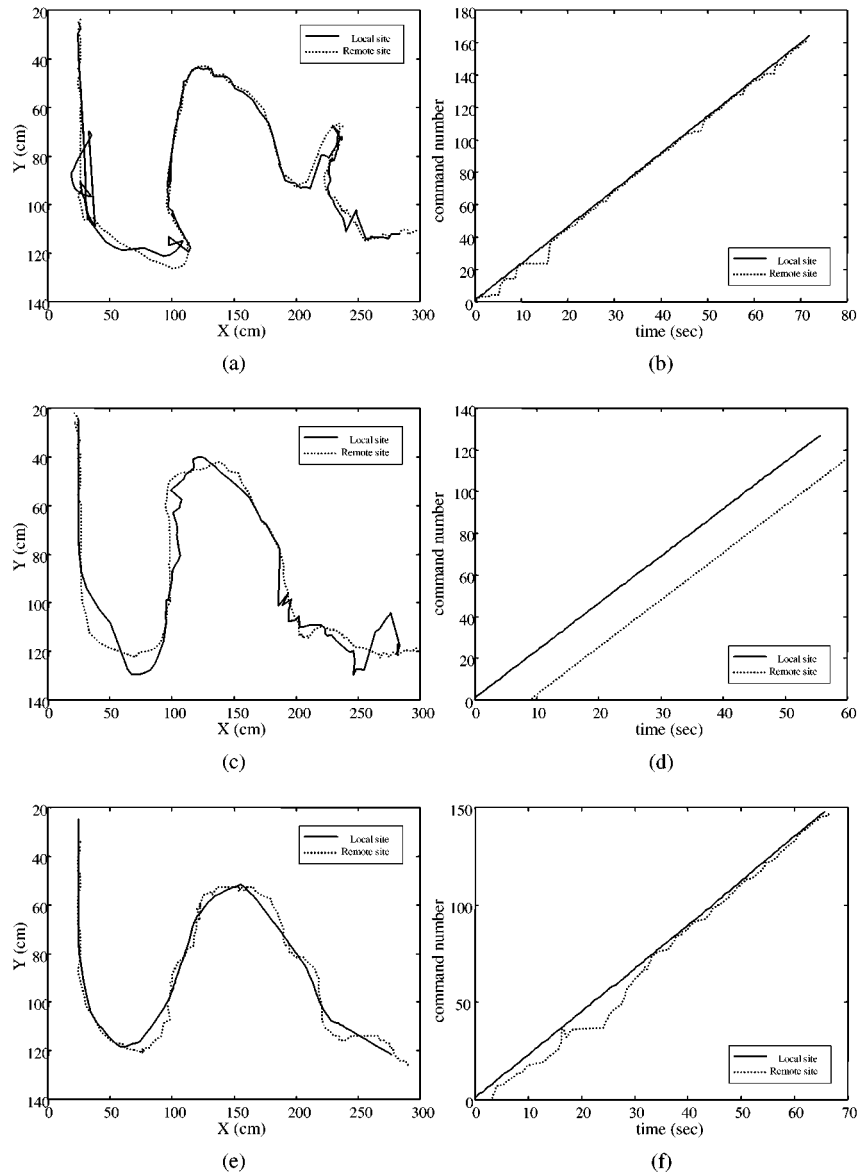 20
40
60
80
100
120
140
0
50
100
150
200
250
300
Y (cm)
X (cm)
Local site
Remote site
(a)
180
160
140
120
100
80
60
40
20
0
0
10
20
30
40
50
60
70
80
command number
time (sec)
Local site
Remote site
(b)
20
40
60
80
100
120
140
0
50
100
150
200
250
300
Y (cm)
X (cm)
Local site
Remote site
(c)
140
120
100
80
60
40
20
0
0
10
20
30
40
50
60
command number
time (sec)
Local site
Remote site
(d)
20
40
60
80
100
120
140
0
50
100
150
200
250
300
Y (cm)
X (cm)
Local site
Remote site
(e)
150
100
50
0
0
10
20
30
40
50
60
70
command number
time (sec)
Local site
Remote site
(f)